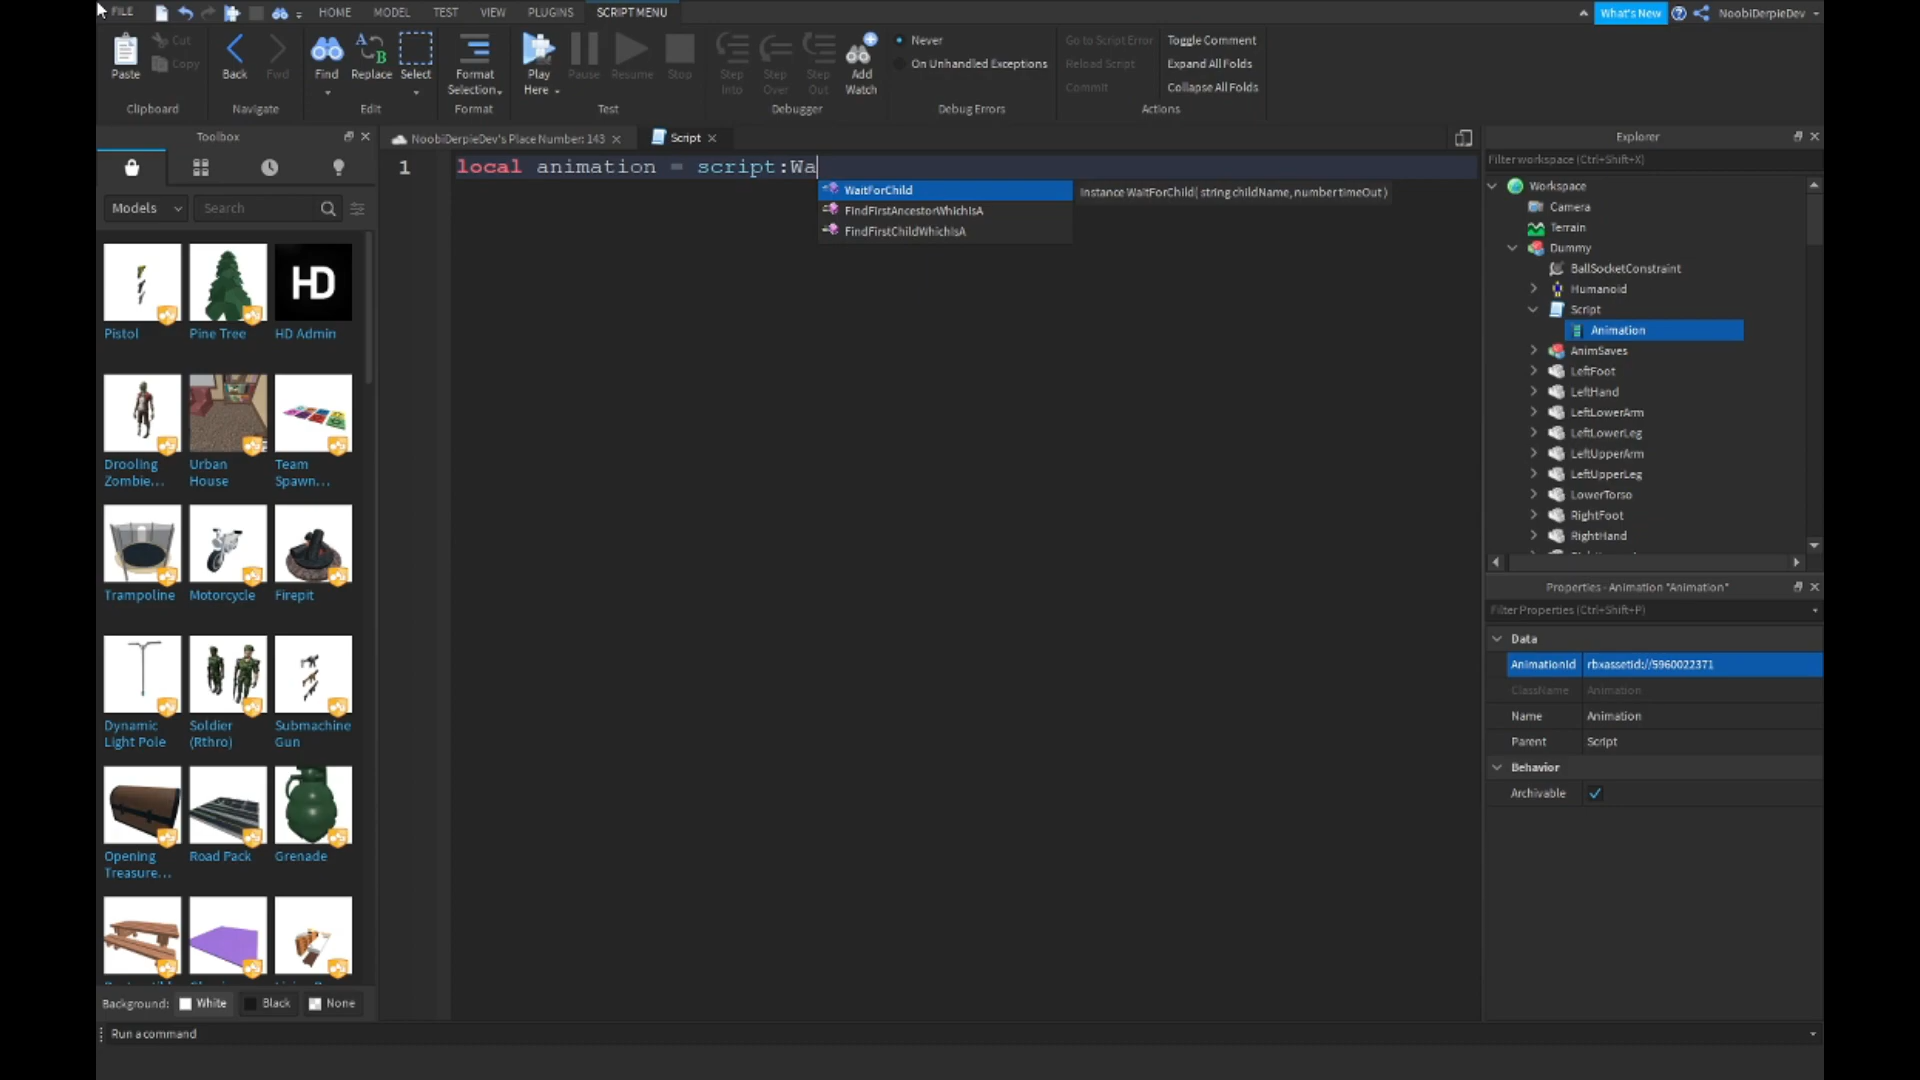 FILE HOME MODEL TEST VIEW PLUGINS SCRIPT MENU What's New NoobiDerpieDev
Paste Cut Copy Back Fwd Find Replace Select Format Selection Play Here Pause Resume Stop Step Into Step Over Step Out Add Watch
Never
On Unhandled Exceptions
Go to Script Error
Reload Script
Commit
Toggle Comment
Expand All Folds
Collapse All Folds
Clipboard Navigate Edit Format Test Debugger Debug Errors Actions
Toolbox
NoobiDerpieDev's Place Number: 143
Script
Explorer
Models Search
Pistol Pine Tree HD Admin
HD
Drooling Zombie... Urban House Team Spawn...
Trampoline Motorcycle Firepit
Dynamic Light Pole Soldier (Rthro) Submachine Gun
Opening Treasure... Road Pack Grenade
Background: White Black None
Run a command
1 local animation = script:Wa
WaitForChild
FindFirstAncestorWhichIsA
FindFirstChildWhichIsA
Instance WaitForChild( string childName, number timeOut )
Filter workspace (Ctrl+Shift+X)
Workspace
Camera
Terrain
Dummy
BallSocketConstraint
Humanoid
Script
Animation
AnimSaves
LeftFoot
LeftHand
LeftLowerArm
LeftLowerLeg
LeftUpperArm
LeftUpperLeg
LowerTorso
RightFoot
RightHand
Properties - Animation "Animation"
Filter Properties (Ctrl+Shift+P)
Data
AnimationId rbxassetid://5960022371
ClassName Animation
Name Animation
Parent Script
Behavior
Archivable